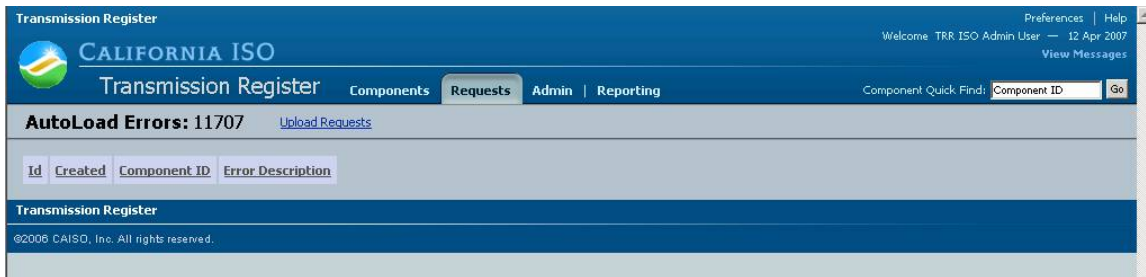 Transmission Register
Preferences | Help
Welcome TRR ISO Admin User — 12 Apr 2007
View Messages
CALIFORNIA ISO
Transmission Register
Components Requests Admin | Reporting
Component Quick Find: Component ID Go
AutoLoad Errors: 11707 Upload Requests
Id Created Component ID Error Description
Transmission Register
©2006 CAISO, Inc. All rights reserved.